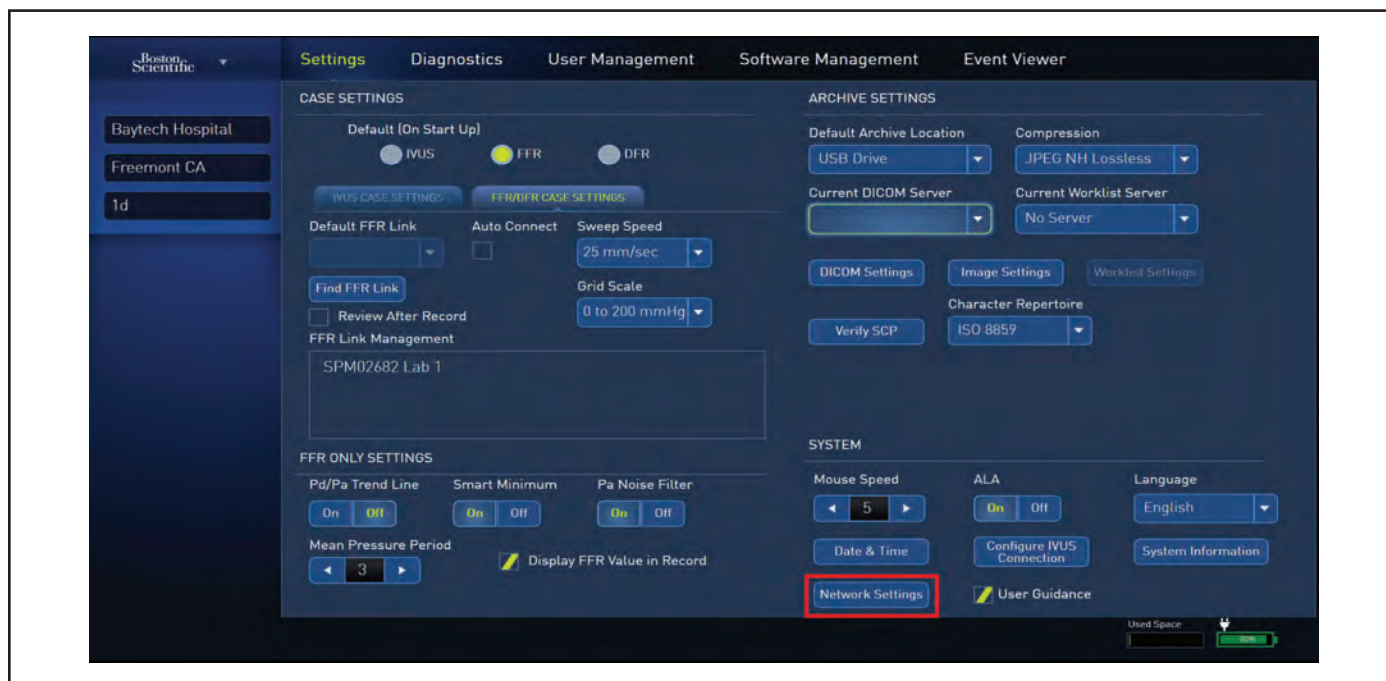 Boston Scientific
Settings Diagnostics User Management Software Management Event Viewer
Baytech Hospital
Freemont CA
1d
CASE SETTINGS
Default (On Start Up)
IVUS FFR DFR
IVUS CASE SETTINGS FFR/DFR CASE SETTINGS
Default FFR Link Auto Connect Sweep Speed
25 mm/sec
Find FFR Link
Grid Scale
0 to 200 mmHg
Review After Record
FFR Link Management
SPM02682 Lab 1
FFR ONLY SETTINGS
Pd/Pa Trend Line Smart Minimum Pa Noise Filter
On Off On Off On Off
Mean Pressure Period
3
Display FFR Value in Record
ARCHIVE SETTINGS
Default Archive Location Compression
USB Drive JPEG NH Lossless
Current DICOM Server Current Worklist Server
No Server
DICOM Settings Image Settings Worklist Settings
Character Repertoire
Verify SCP ISO 8859
SYSTEM
Mouse Speed ALA Language
5 On Off English
Date & Time Configure IVUS Connection System Information
Network Settings User Guidance
Used Space